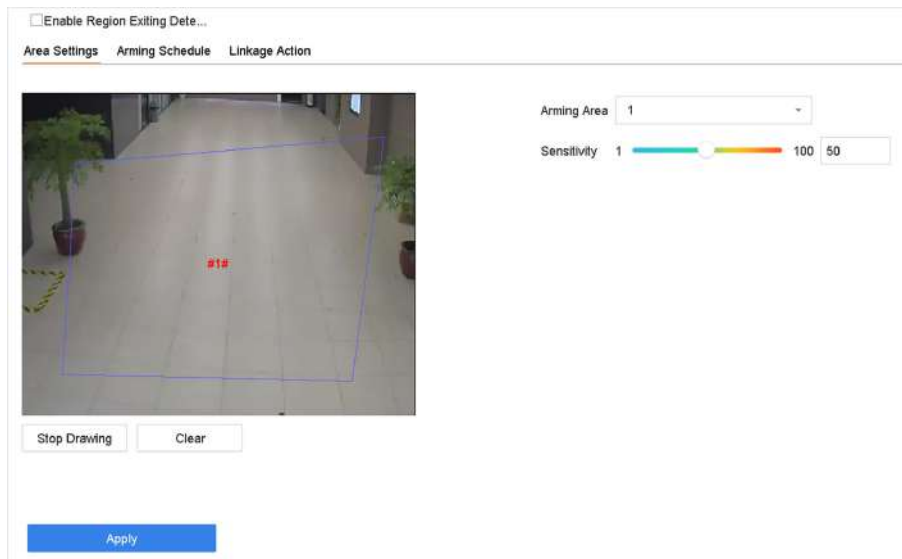 Enable Region Exiting Dete...
Area Settings Arming Schedule Linkage Action
Arming Area 1
Sensitivity 1 100 50
#1#
Stop Drawing Clear
Apply